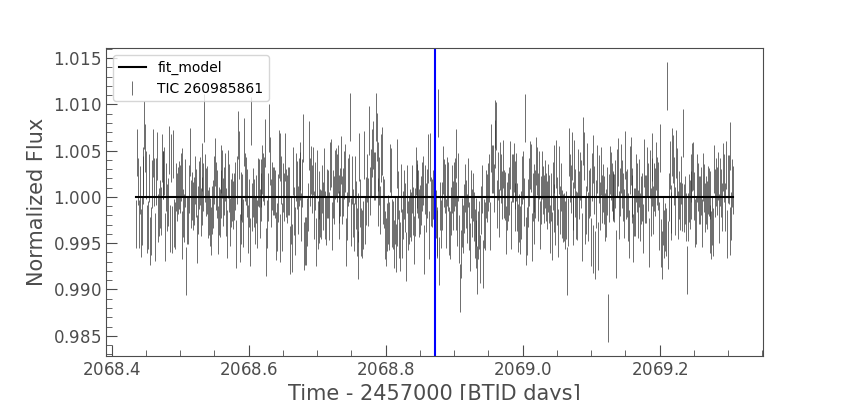 1.015
1.010
1.005
1.000
0.995
0.990
0.985
Normalized Flux
fit_model
TIC 260985861
2068.4 2068.6 2068.8 2069.0 2069.2
Time - 2457000 [BTJD days]